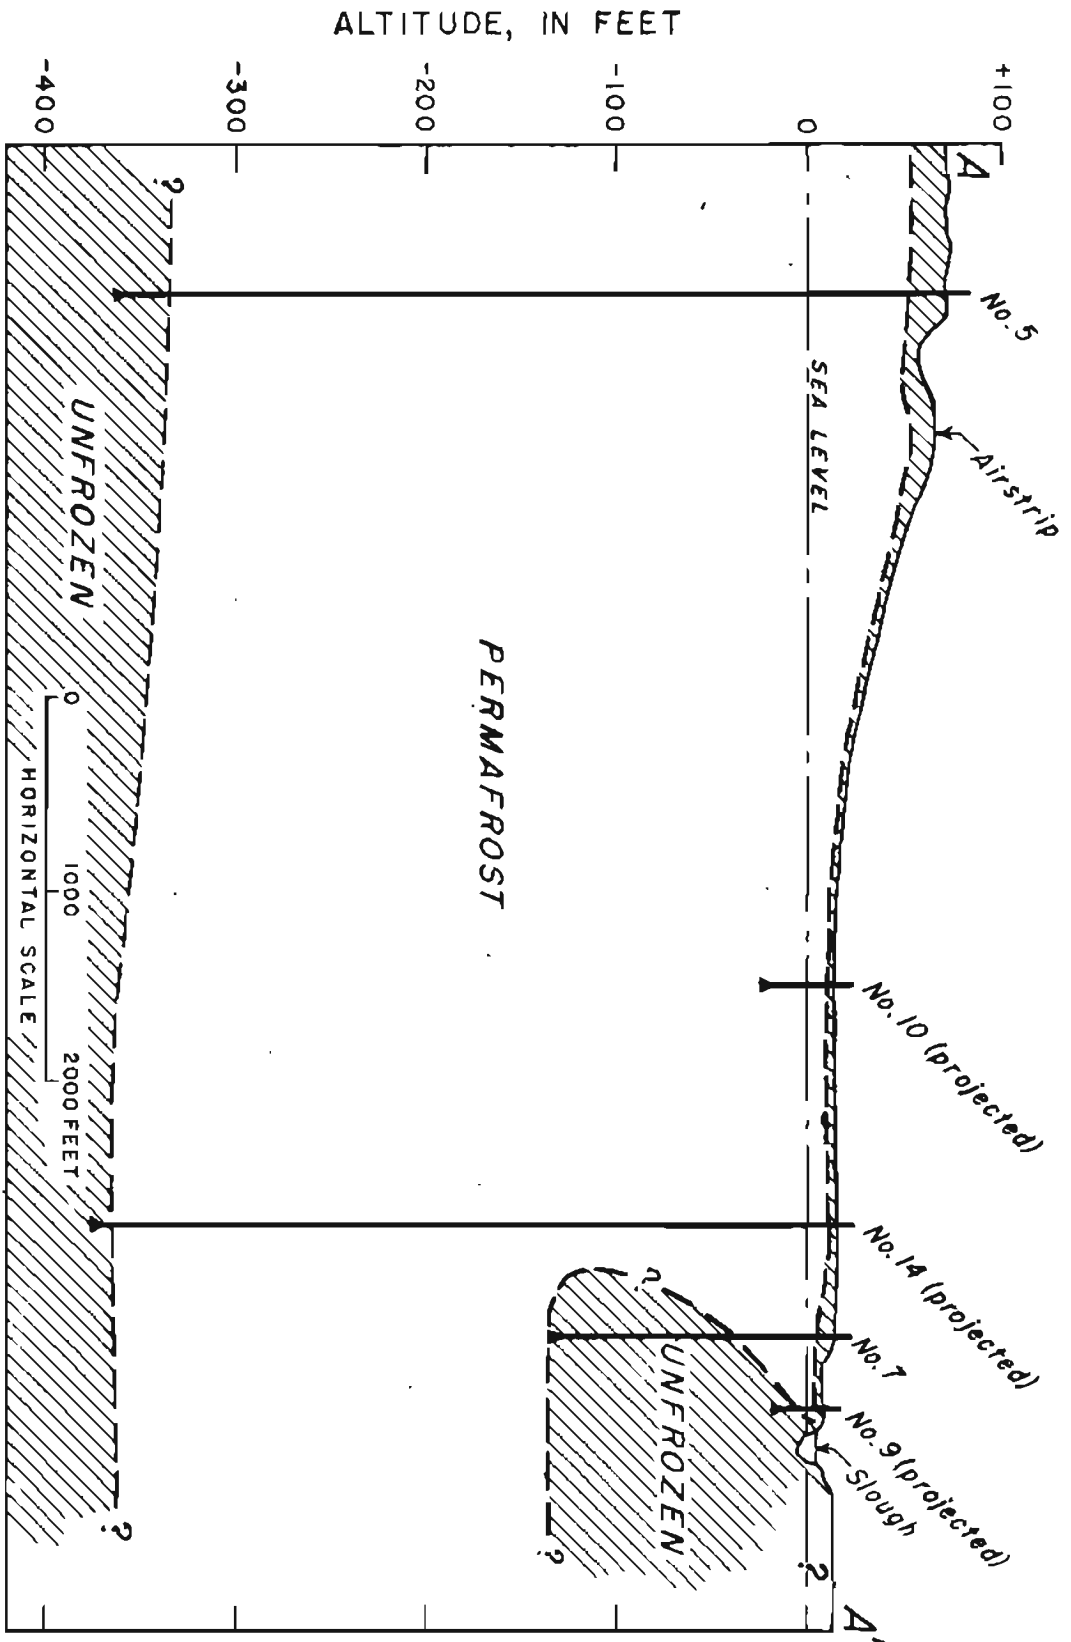 ALTITUDE, IN FEET
+100
0
-100
-200
-300
-400
A
No. 5
Airstrip
No. 10 (projected)
No. 14 (projected)
No. 7
No. 9 (projected)
Slough
A'
SEA LEVEL
PERMAFROST
UNFROZEN
UNFROZEN
?
?
?
?
?
0 1000 2000 FEET
HORIZONTAL SCALE